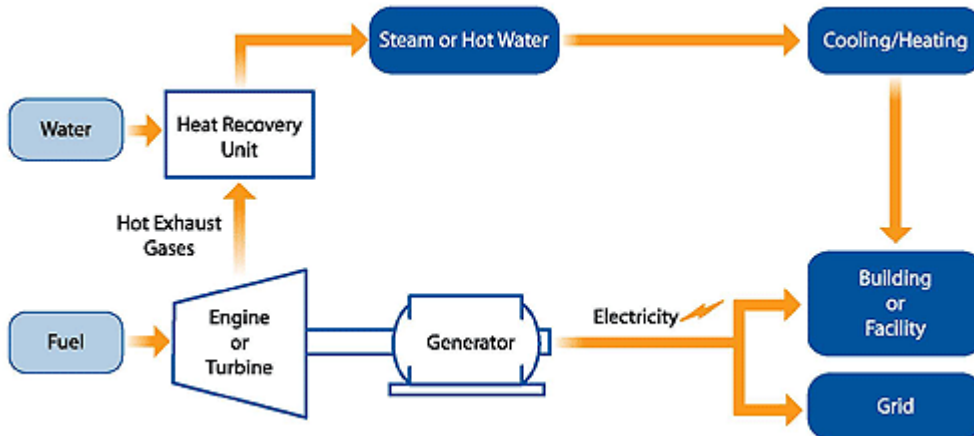 Steam or Hot Water
Cooling/Heating
Water
Heat Recovery
Unit
Hot Exhaust
Gases
Fuel
Engine
or
Turbine
Generator
Electricity
Building
or
Facility
Grid